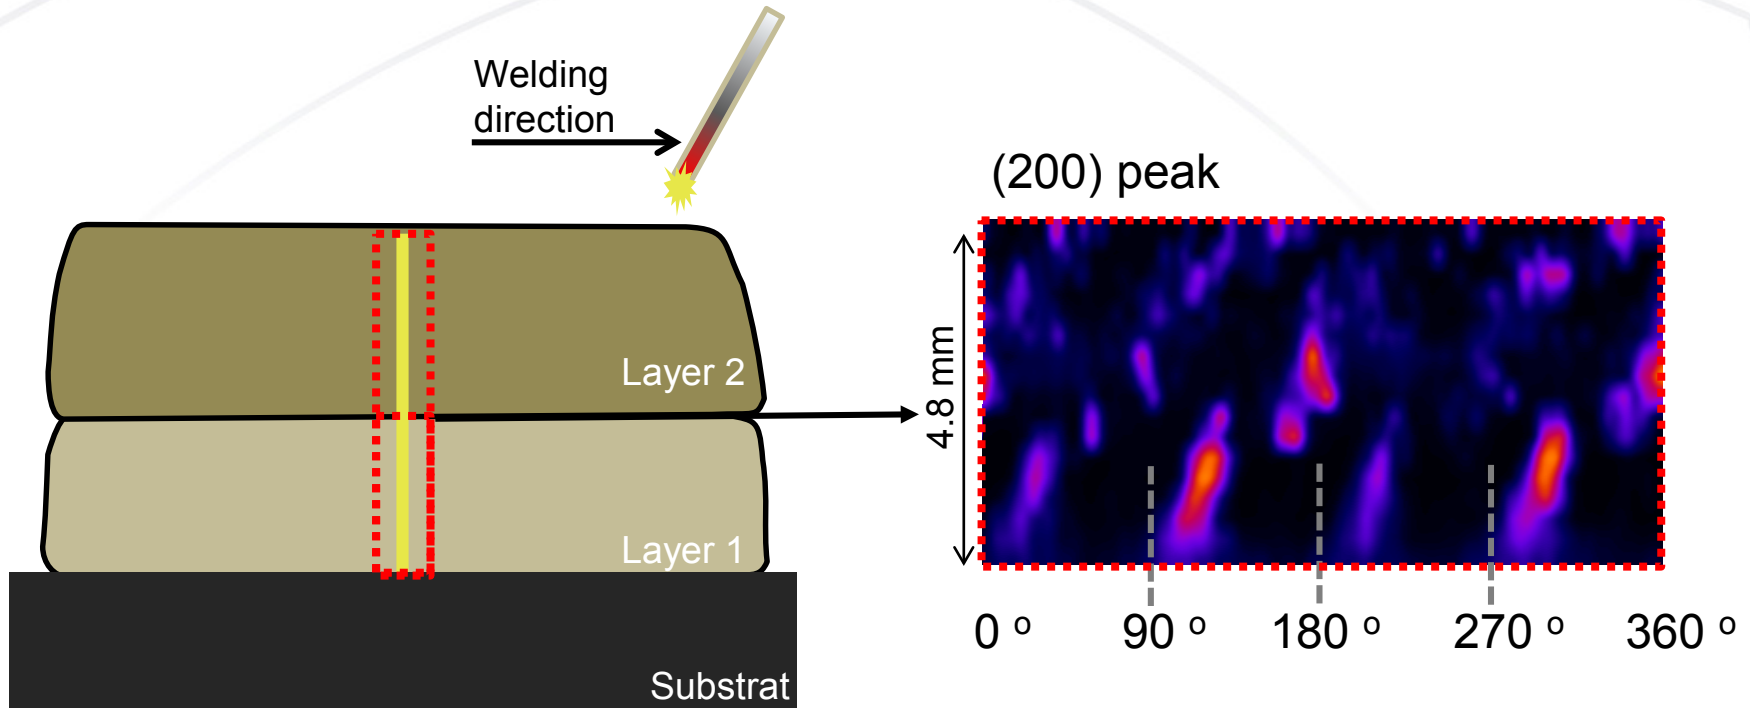 Welding
direction
(200) peak
Layer 2
4.8 mm
Layer 1
0 º
90 º
180 º
270 º
360 º
Substrat